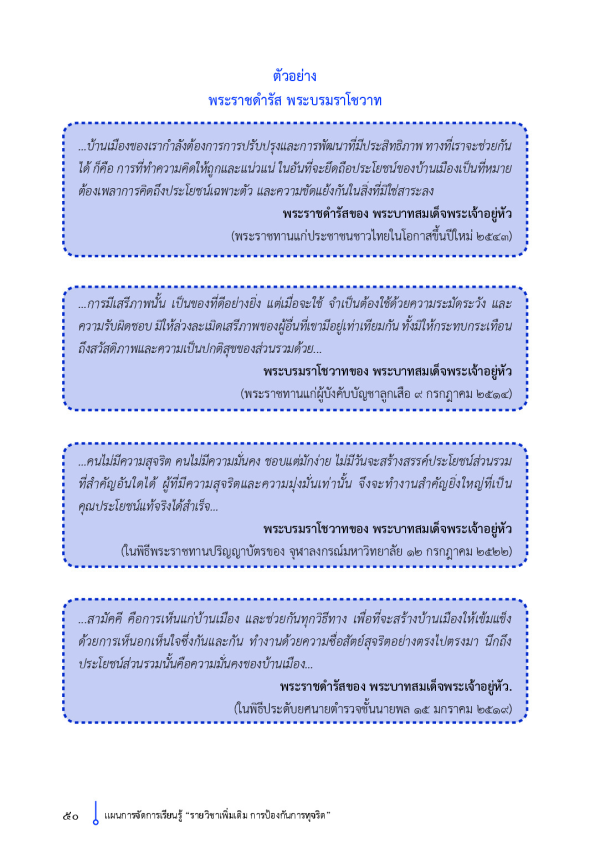 ตัวอย่าง
พระราชดำรัส พระบรมราโชวาท
...บ้านเมืองของเรากำลังต้องการการปรับปรุงและการพัฒนาที่มีประสิทธิภาพ ทางที่เราจะช่วยกัน
ได้ ก็คือ การที่ทำความคิดให้ถูกและแน่วแน่ ในอันที่จะยึดถือประโยชน์ของบ้านเมืองเป็นที่หมาย
ต้องเพลาการคิดถึงประโยชน์เฉพาะตัว และความขัดแย้งกันในสิ่งที่มิใช่สาระลง
พระราชดำรัสของ พระบาทสมเด็จพระเจ้าอยู่หัว
(พระราชทานแก่ประชาชนชาวไทยในโอกาสขึ้นปีใหม่ ๒๕๔๓)
...การมีเสรีภาพนั้น เป็นของที่ดีอย่างยิ่ง แต่เมื่อจะใช้ จำเป็นต้องใช้ด้วยความระมัดระวัง และ
ความรับผิดชอบ มิให้ล่วงละเมิดเสรีภาพของผู้อื่นที่เขามีอยู่เท่าเทียมกัน ทั้งมิให้กระทบกระเทือน
ถึงสวัสดิภาพและความเป็นปกติสุขของส่วนรวมด้วย...
พระบรมราโชวาทของ พระบาทสมเด็จพระเจ้าอยู่หัว
(พระราชทานแก่ผู้บังคับบัญชาลูกเสือ ๙ กรกฎาคม ๒๕๑๔)
...คนไม่มีความสุจริต คนไม่มีความมั่นคง ชอบแต่มักง่าย ไม่มีวันจะสร้างสรรค์ประโยชน์ส่วนรวม
ที่สำคัญอันใดได้ ผู้ที่มีความสุจริตและความมุ่งมั่นเท่านั้น จึงจะทำงานสำคัญยิ่งใหญ่ที่เป็น
คุณประโยชน์แท้จริงได้สำเร็จ...
พระบรมราโชวาทของ พระบาทสมเด็จพระเจ้าอยู่หัว
(ในพิธีพระราชทานปริญญาบัตรของ จุฬาลงกรณ์มหาวิทยาลัย ๑๒ กรกฎาคม ๒๕๒๒)
...สามัคคี คือการเห็นแก่บ้านเมือง และช่วยกันทุกวิถีทาง เพื่อที่จะสร้างบ้านเมืองให้เข้มแข็ง
ด้วยการเห็นอกเห็นใจซึ่งกันและกัน ทำงานด้วยความซื่อสัตย์สุจริตอย่างตรงไปตรงมา นึกถึง
ประโยชน์ส่วนรวมนั้นคือความมั่นคงของบ้านเมือง...
พระราชดำรัสของ พระบาทสมเด็จพระเจ้าอยู่หัว.
(ในพิธีประดับยศนายตำรวจชั้นนายพล ๑๕ มกราคม ๒๕๑๙)
๕๐ แผนการจัดการเรียนรู้ "รายวิชาเพิ่มเติม การป้องกันการทุจริต"